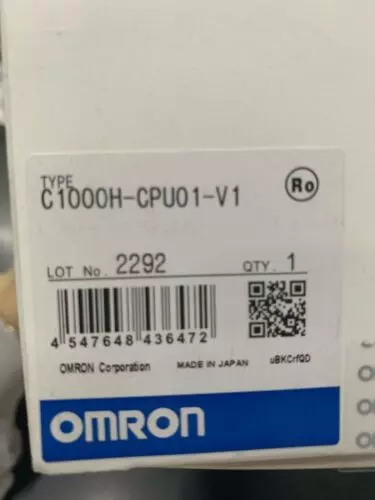 TYPE
C1000H-CPU01-V1
Ro
LOT No. 2292
QTY. 1
4 547648 436472
OMRON Corporation
MADE IN JAPAN
uBKCrfQD
OMRON